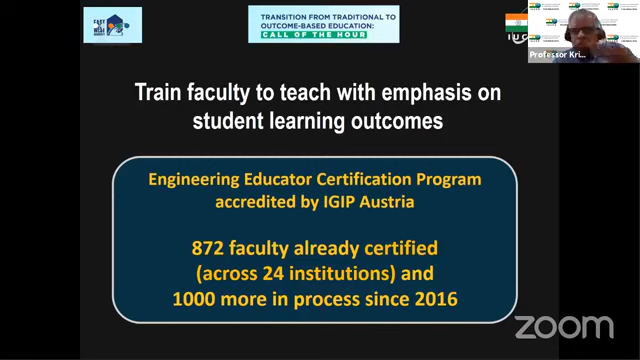 TRANSITION FROM TRADITIONAL TO
OUTCOME-BASED EDUCATION:
CALL OF THE HOUR
Professor Kri...
Train faculty to teach with emphasis on
student learning outcomes
Engineering Educator Certification Program
accredited by IGIP Austria
872 faculty already certified
(across 24 institutions) and
1000 more in process since 2016
zoom